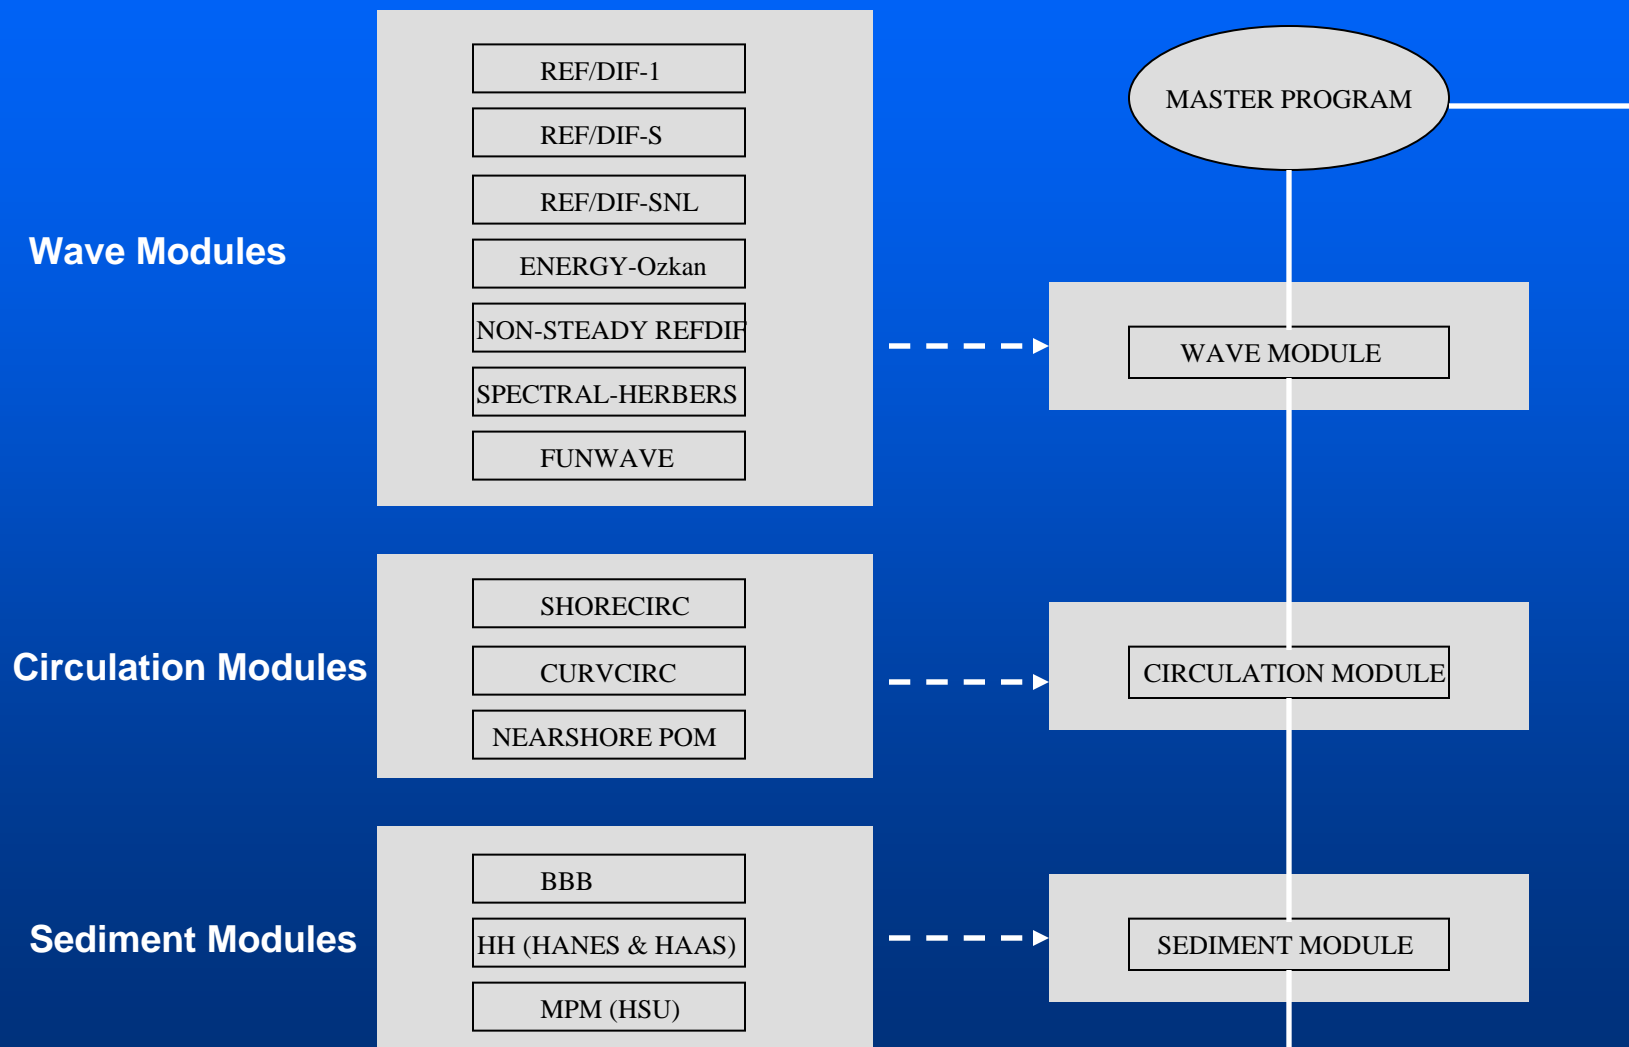 Wave Modules
REF/DIF-1
REF/DIF-S
REF/DIF-SNL
ENERGY-Ozkan
NON-STEADY REFDIF
SPECTRAL-HERBERS
FUNWAVE
Circulation Modules
SHORECIRC
CURVCIRC
NEARSHORE POM
Sediment Modules
BBB
HH (HANES & HAAS)
MPM (HSU)
MASTER PROGRAM
WAVE MODULE
CIRCULATION MODULE
SEDIMENT MODULE